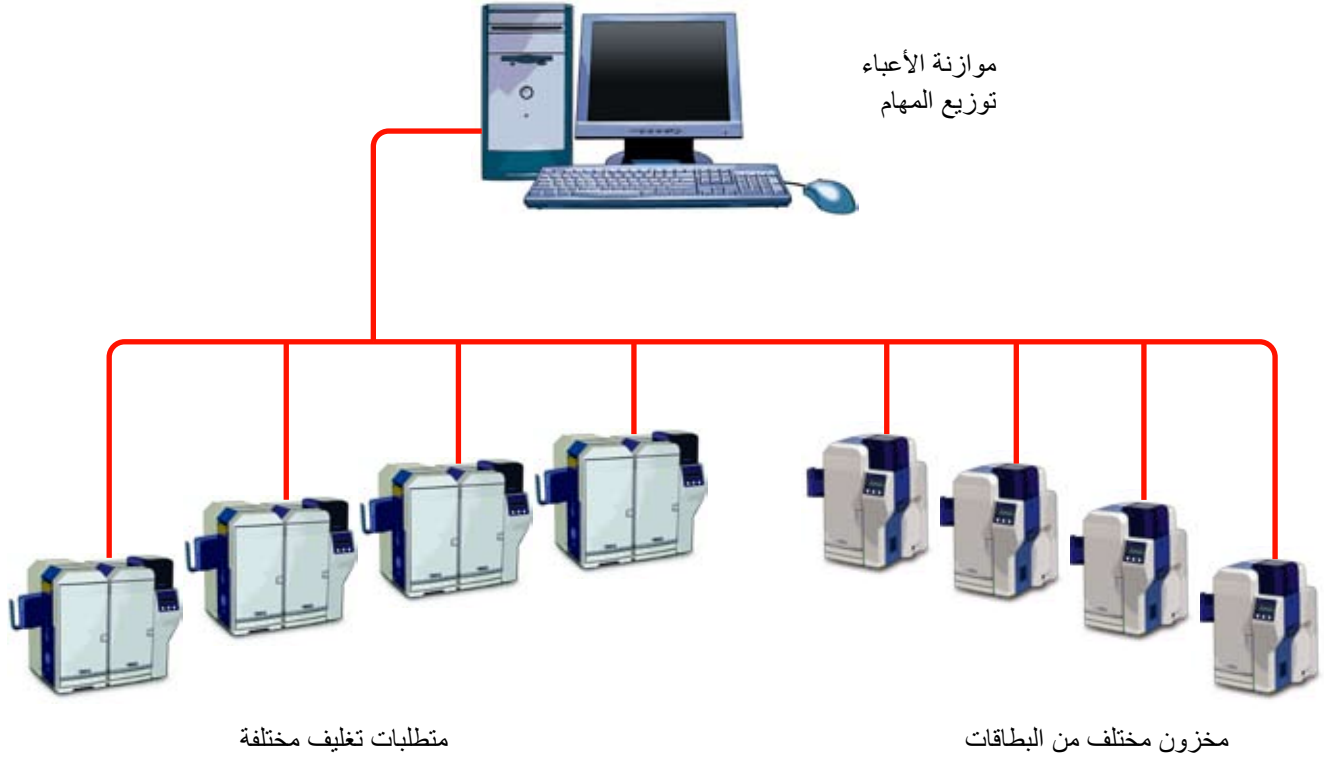 موازنة الأعباء
توزيع المهام
متطلبات تغليف مختلفة
مخزون مختلف من البطاقات